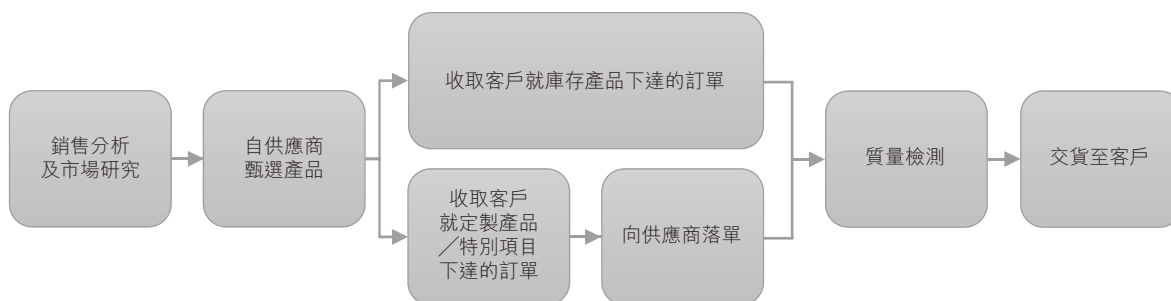 銷售分析
及市場研究
自供應商
甄選產品
收取客戶就庫存產品下達的訂單
收取客戶
就定製產品
／特別項目
下達的訂單
向供應商落單
質量檢測
交貨至客戶